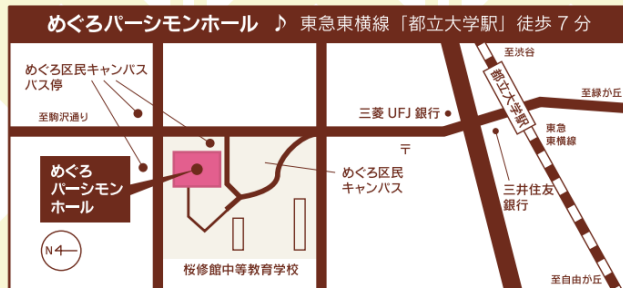 めぐろパーシモンホール ♪ 東急東横線「都立大学駅」徒歩7分
めぐろ区民キャンパス
バス停
至駒沢通り
めぐろ
パーシモン
ホール
N
桜修館中等教育学校
めぐろ区民
キャンパス
三菱UFJ銀行
〒
至渋谷
都立大学駅
至緑が丘
東急
東横線
三井住友
銀行
至自由が丘